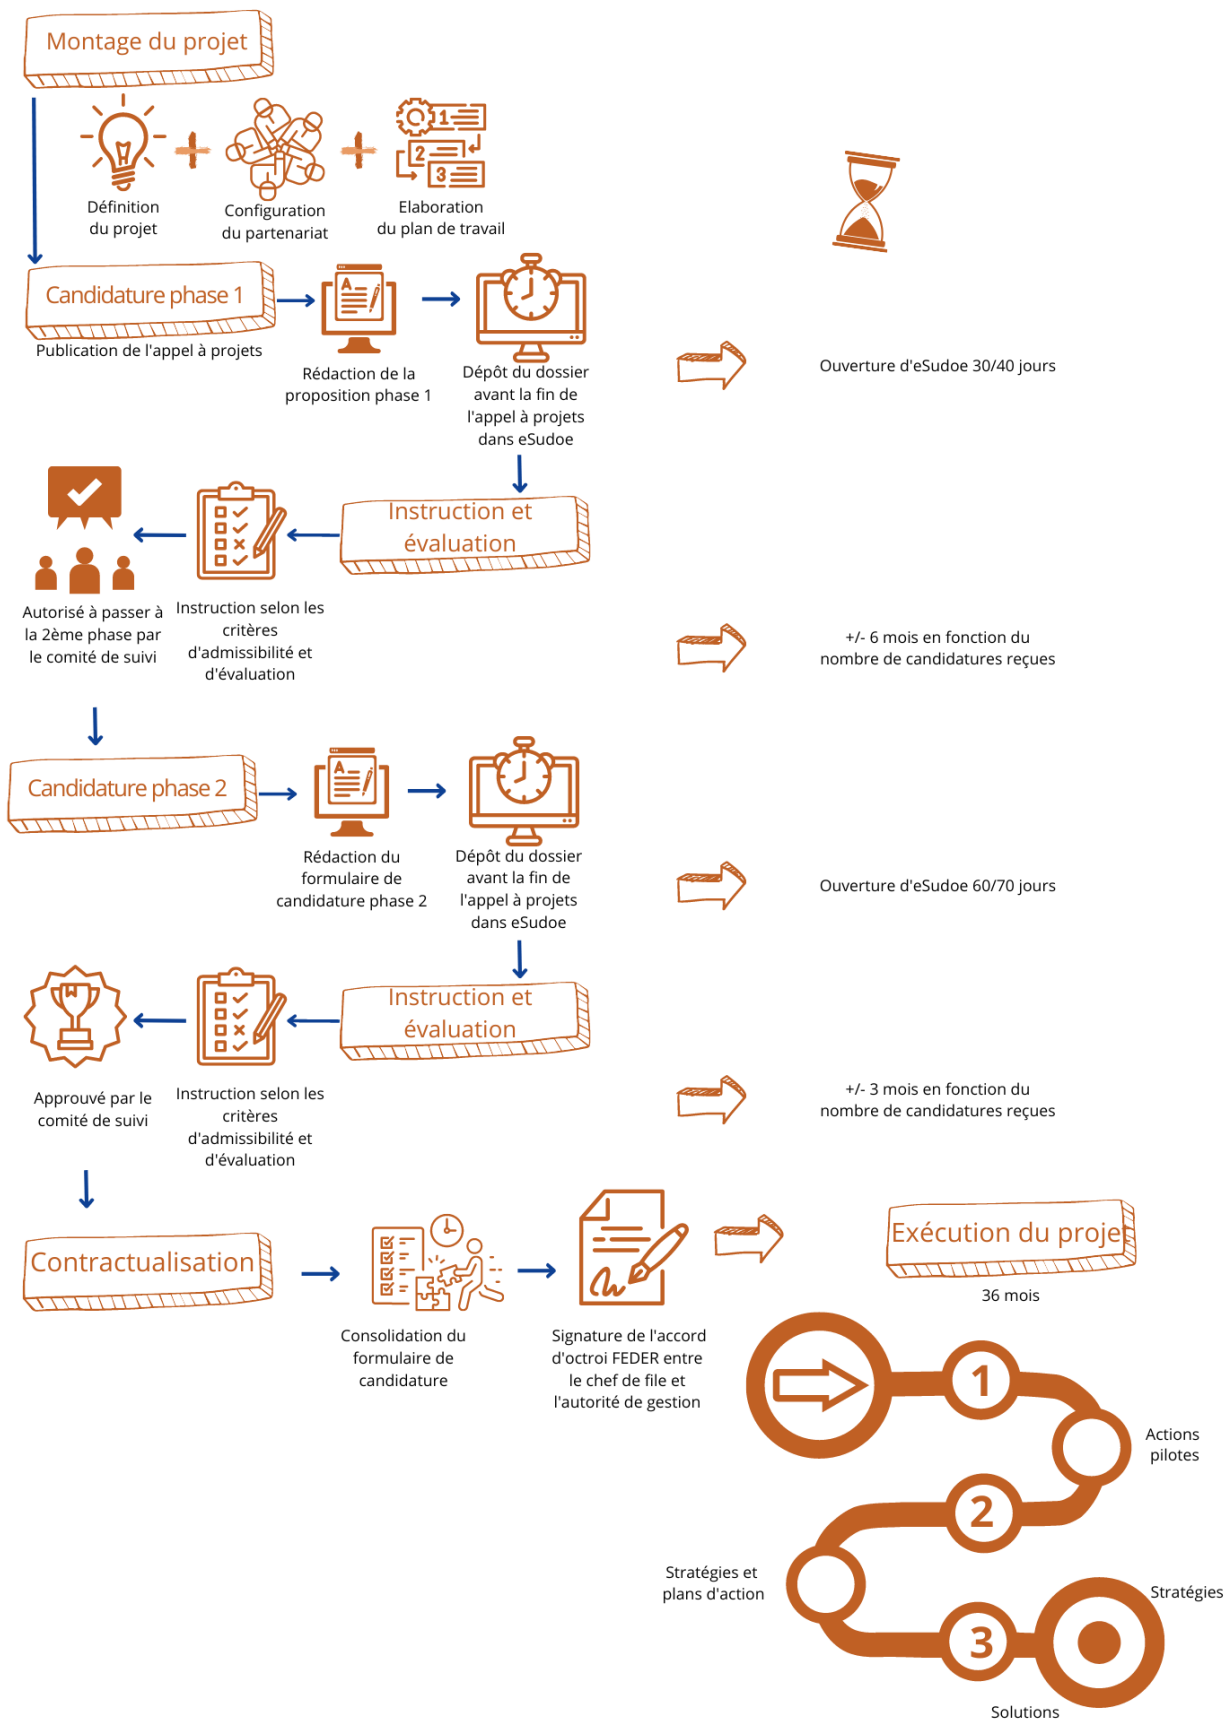 Montage du projet
1
2
3
Définition
du projet
Configuration
du partenariat
Elaboration
du plan de travail
Candidature phase 1
Publication de l'appel à projets
A
Rédaction de la
proposition phase 1
Dépôt du dossier
avant la fin de
l'appel à projets
dans eSudoe
Ouverture d'eSudoe 30/40 jours
Instruction et
évaluation
Instruction selon les
critères
d'admissibilité et
d'évaluation
Autorisé à passer à
la 2ème phase par
le comité de suivi
+/- 6 mois en fonction du
nombre de candidatures reçues
Candidature phase 2
A
Rédaction du
formulaire de
candidature phase 2
Dépôt du dossier
avant la fin de
l'appel à projets
dans eSudoe
Ouverture d'eSudoe 60/70 jours
Instruction et
évaluation
Instruction selon les
critères
d'admissibilité et
d'évaluation
Approuvé par le
comité de suivi
+/- 3 mois en fonction du
nombre de candidatures reçues
Contractualisation
Consolidation du
formulaire de
candidature
Signature de l'accord
d'octroi FEDER entre
le chef de file et
l'autorité de gestion
Exécution du projet
36 mois
1
Actions
pilotes
2
Stratégies et
plans d'action
Stratégies
3
Solutions